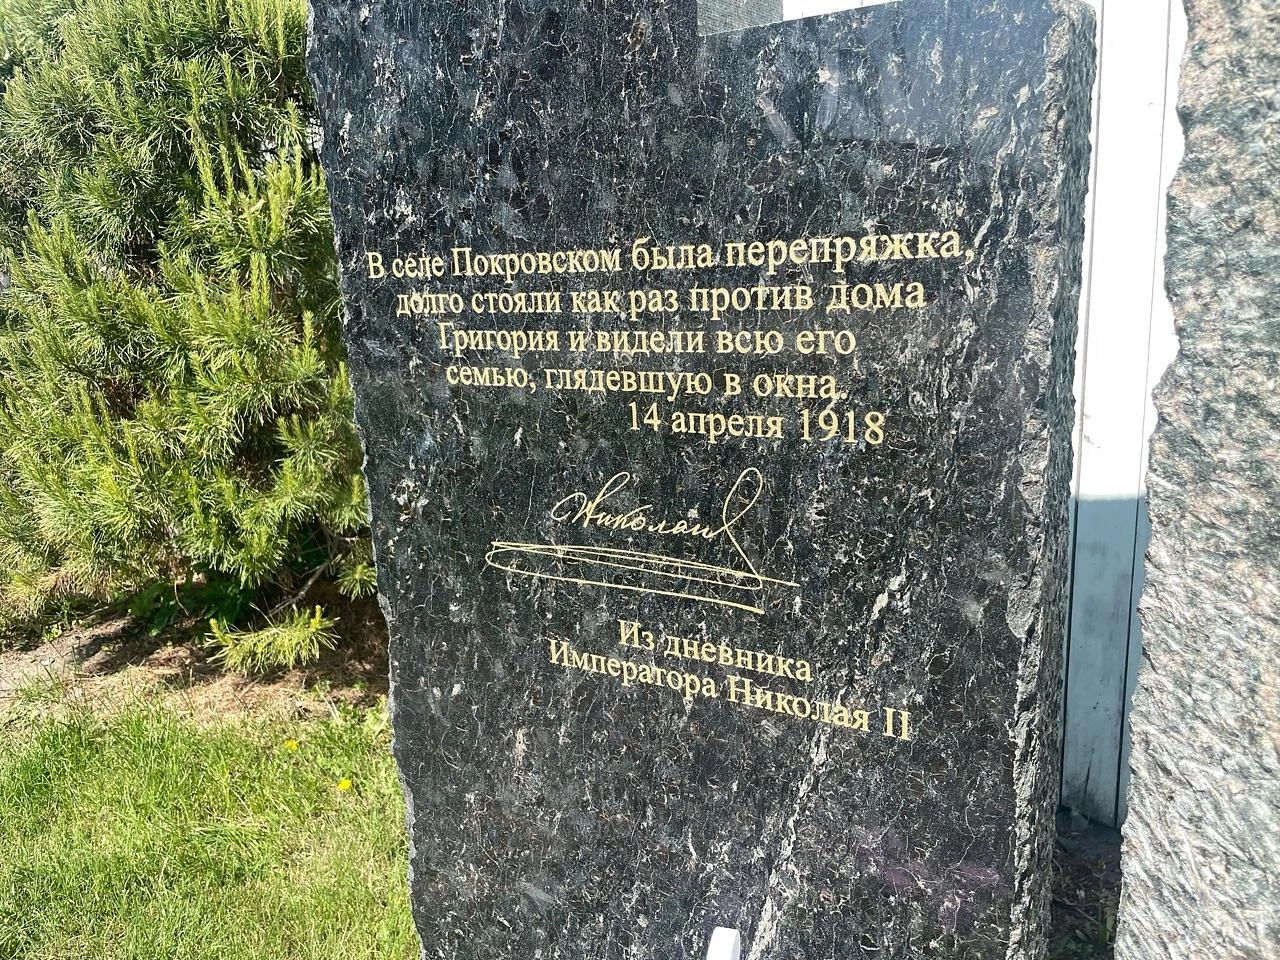 В селе Покровском была перепряжка,
долго стояли как раз против дома
Григория и видели всю его
семью, глядевшую в окна.
14 апреля 1918
Николай
Из дневника
Императора Николая II